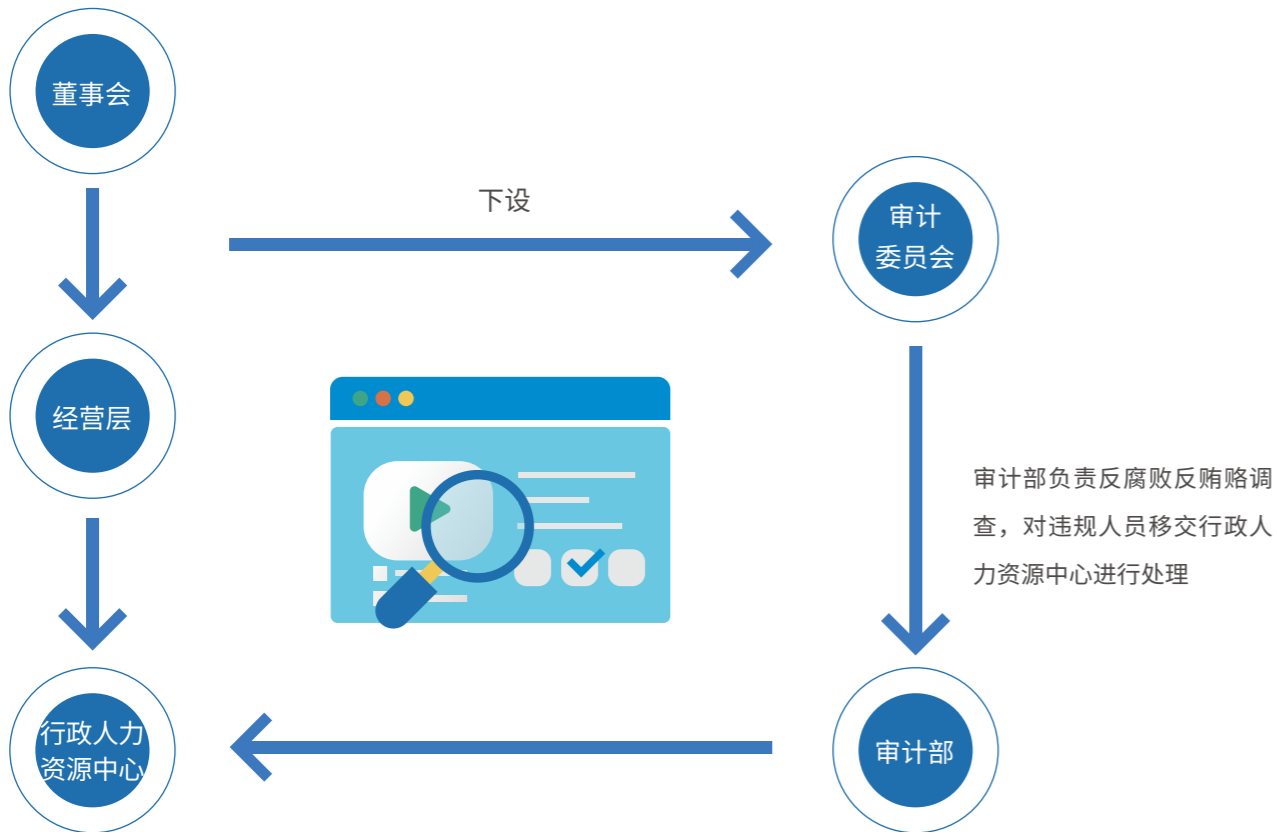 董事会
下设
审计
委员会
经营层
审计部负责反腐败反贿赂调
查，对违规人员移交行政人
力资源中心进行处理
行政人力
资源中心
审计部